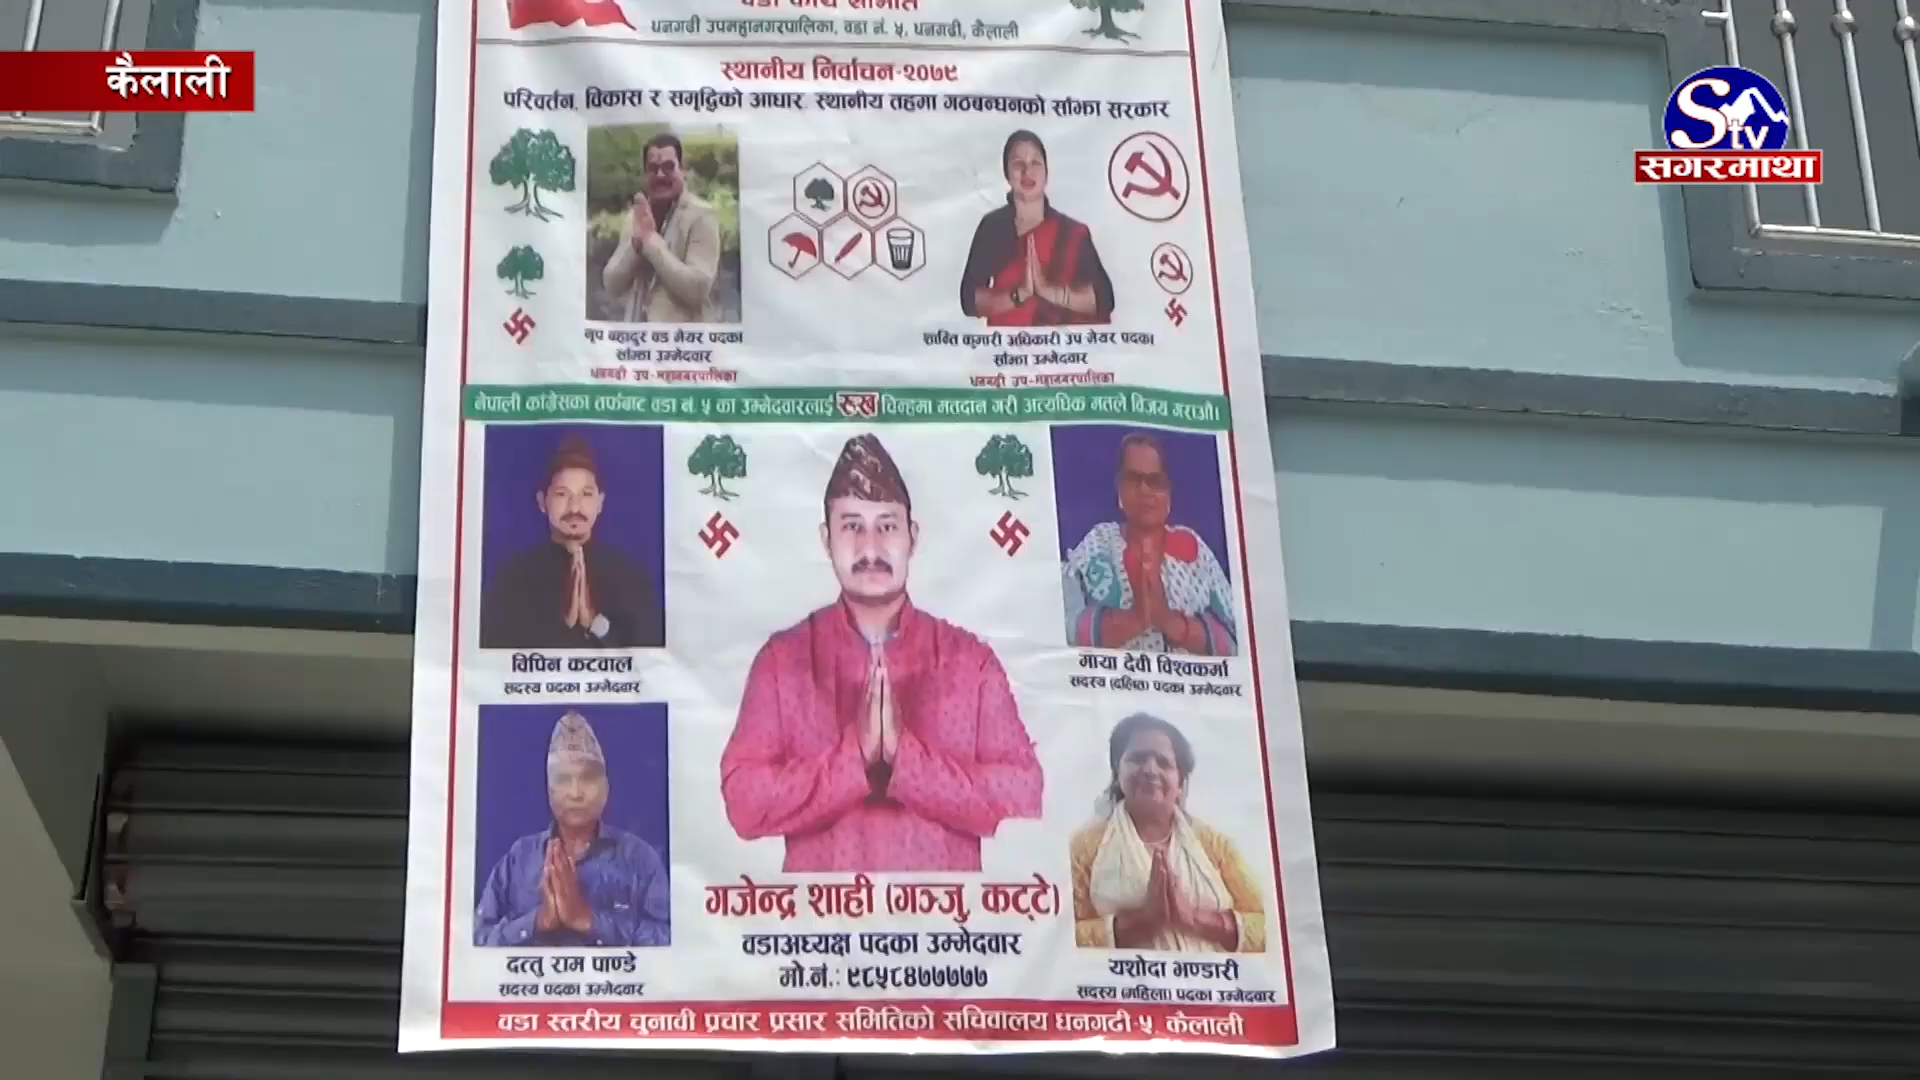 वडा कार्य समिति
धनगढी उपमहानगरपालिका, वडा नं. ५, धनगढी, कैलाली
कैलाली
S tv
सगरमाथा
स्थानीय निर्वाचन-२०७९
परिवर्तन, विकास र समृद्धिको आधार, स्थानीय तहमा गठबन्धनको साँझा सरकार
नृप बहादुर वड मेयर पदका
साँझा उम्मेदवार
धनगढी उप-महानगरपालिका
शान्ति कुमारी अधिकारी उप मेयर पदका
साँझा उम्मेदवार
धनगढी उप-महानगरपालिका
नेपाली कांग्रेसका तर्फबाट वडा नं. ५ का उम्मेदवारलाई रुख चिन्हमा मतदान गरी अत्यधिक मतले विजय गराऔं।
विपिन कटवाल
सदस्य पदका उम्मेदवार
माया देवी विश्वकर्मा
सदस्य (दलित) पदका उम्मेदवार
दत्तु राम पाण्डे
सदस्य पदका उम्मेदवार
गजेन्द्र शाही (गञ्जु कट्टे)
वडाअध्यक्ष पदका उम्मेदवार
मो.नं.: ९८५८४७७७७७
यशोदा भण्डारी
सदस्य (महिला) पदका उम्मेदवार
वडा स्तरीय चुनावी प्रचार प्रसार समितिको सचिवालय धनगढी-५, कैलाली